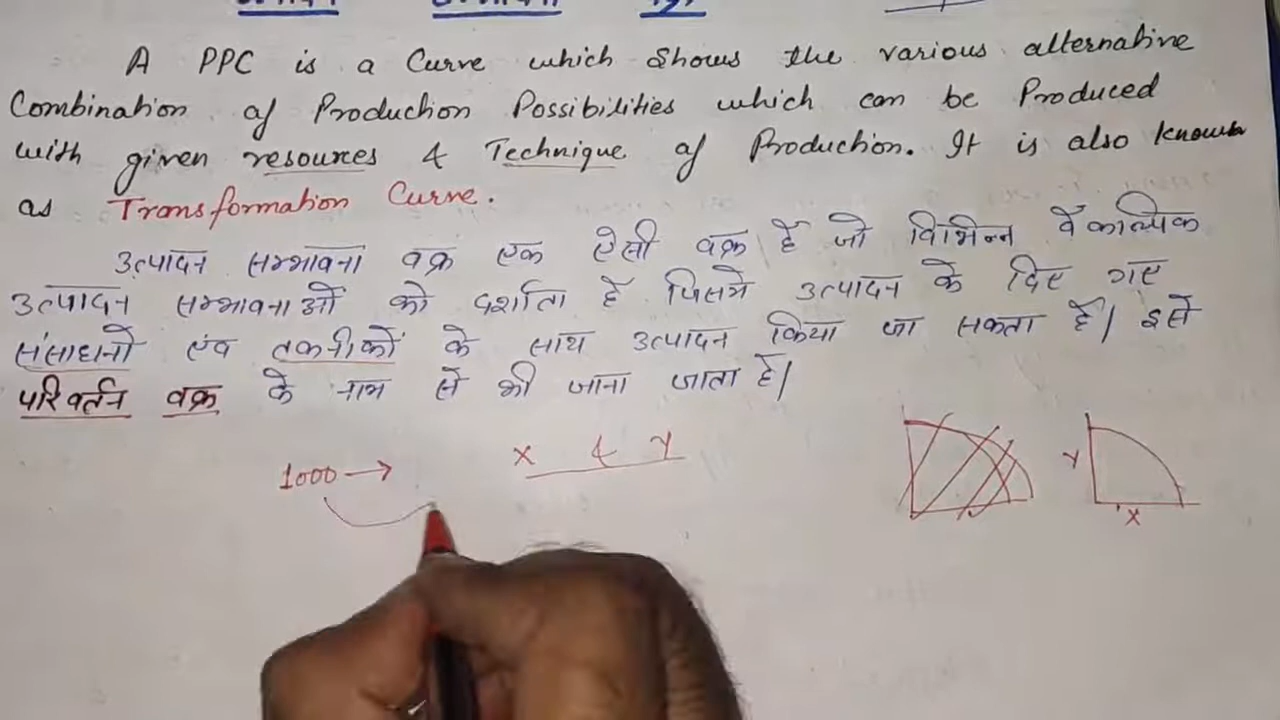 A PPC is a Curve which shows the various alternative
Combination of Production Possibilities which can be Produced
with given resources & Technique of Production. It is also known
as Transformation Curve.
उत्पादन सम्भावना वक्र एक ऐसी वक्र है जो विभिन्न वैकल्पिक
उत्पादन सम्भावनाओं को दर्शाता है जिसमे उत्पादन के दिए गए
संसाधनों एंव तकनीकों के साथ उत्पादन किया जा सकता है। इसे
परिवर्तन वक्र के नाम से भी जाना जाता है।
1000 → X & Y
Y
X